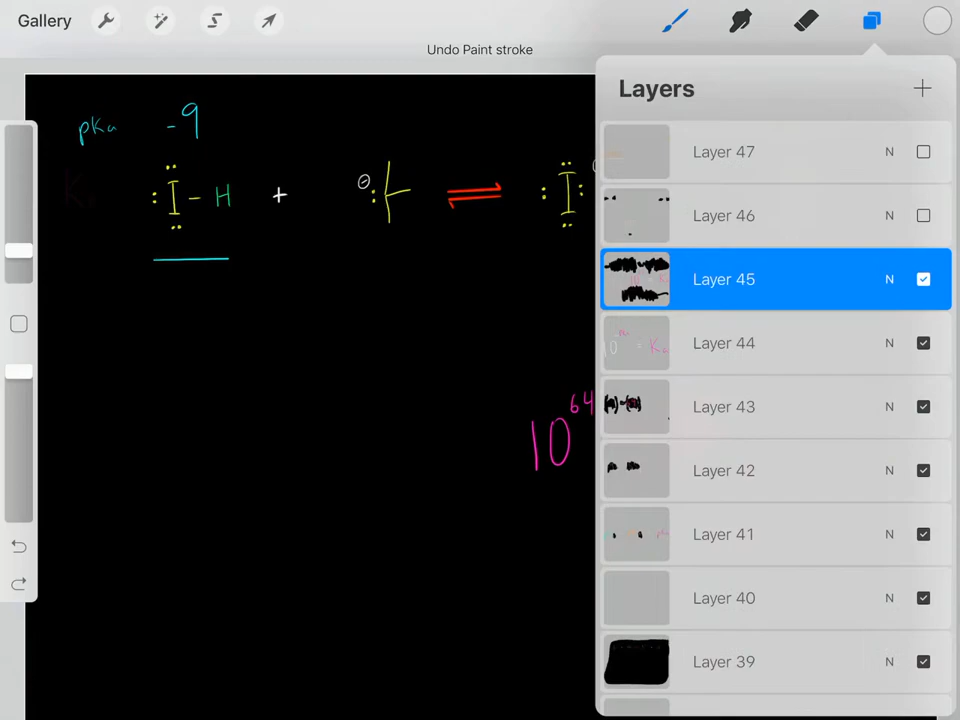 Gallery
Undo Paint stroke
Layers
pKa -9
:I-H + ⊖: ⇌ :I:
10^64
Layer 47 N
Layer 46 N
Layer 45 N
Layer 44 N
Layer 43 N
Layer 42 N
Layer 41 N
Layer 40 N
Layer 39 N